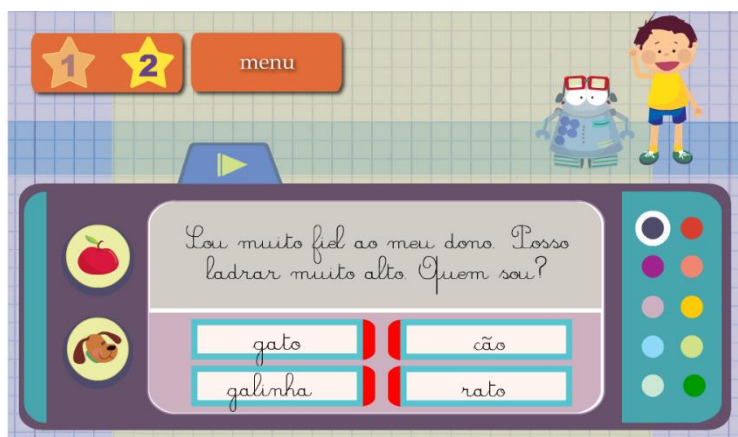 1 2 menu
Sou muito fiel ao meu dono. Posso
ladrar muito alto. Quem sou?
gato cão
galinha rato